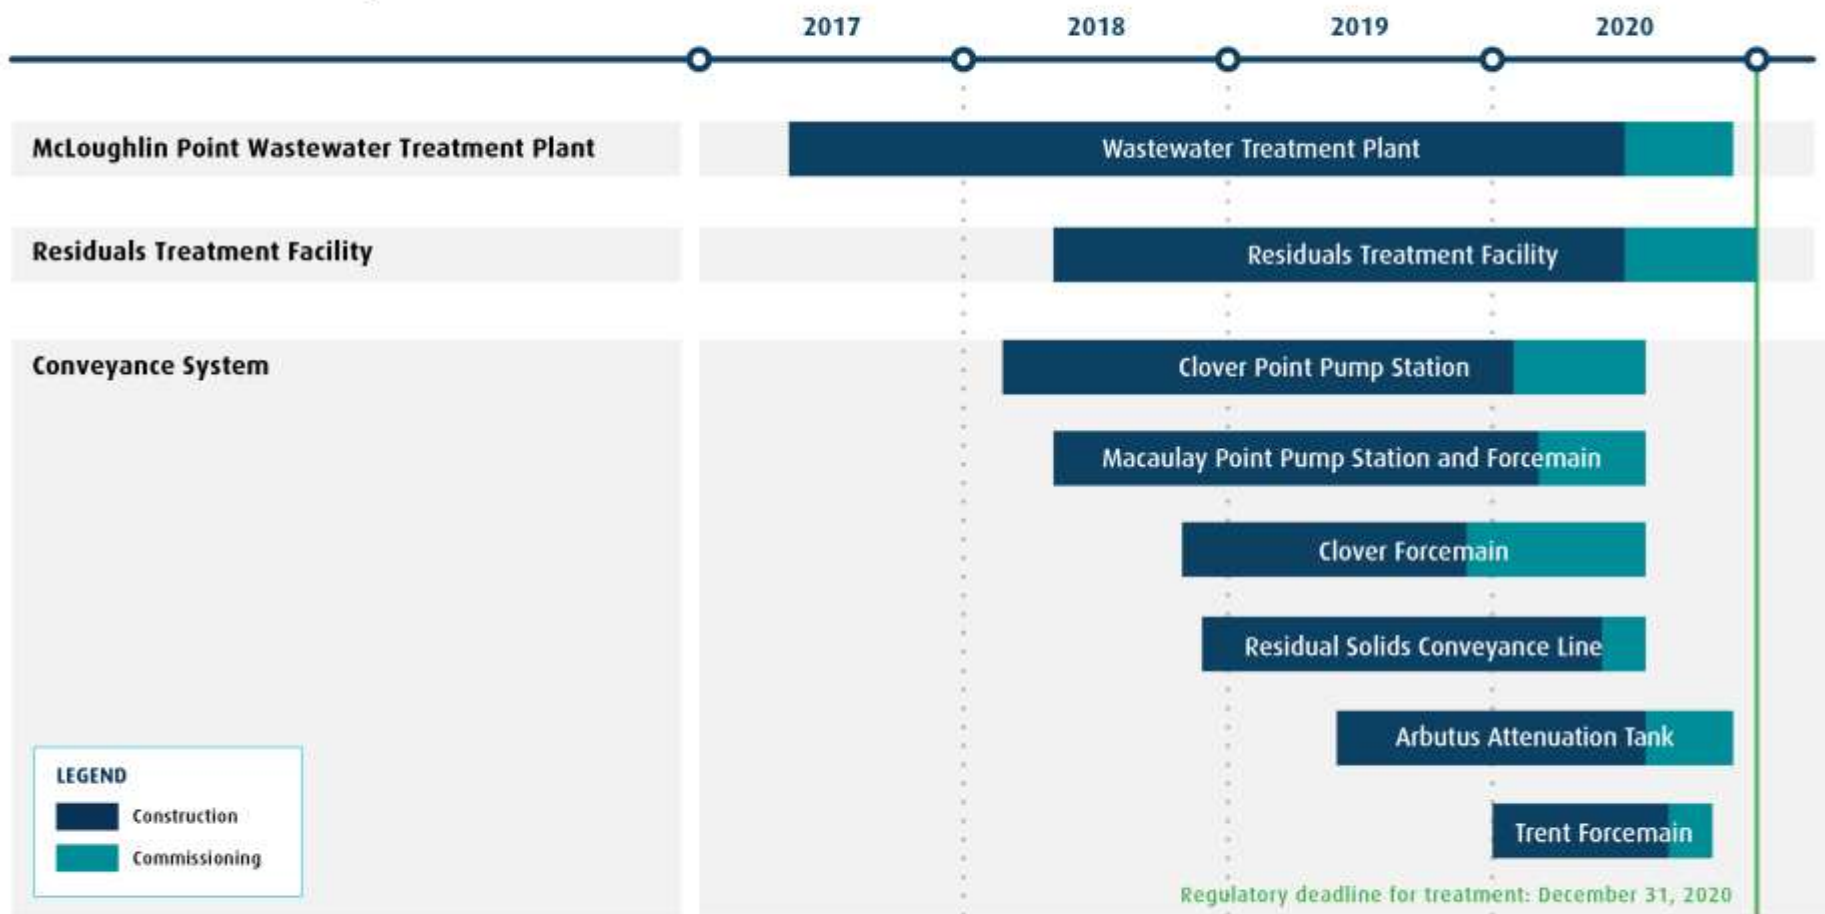 2017 2018 2019 2020
McLoughlin Point Wastewater Treatment Plant
Wastewater Treatment Plant
Residuals Treatment Facility
Residuals Treatment Facility
Conveyance System
Clover Point Pump Station
Macaulay Point Pump Station and Forcemain
Clover Forcemain
Residual Solids Conveyance Line
Arbutus Attenuation Tank
Trent Forcemain
LEGEND
Construction
Commissioning
Regulatory deadline for treatment: December 31, 2020